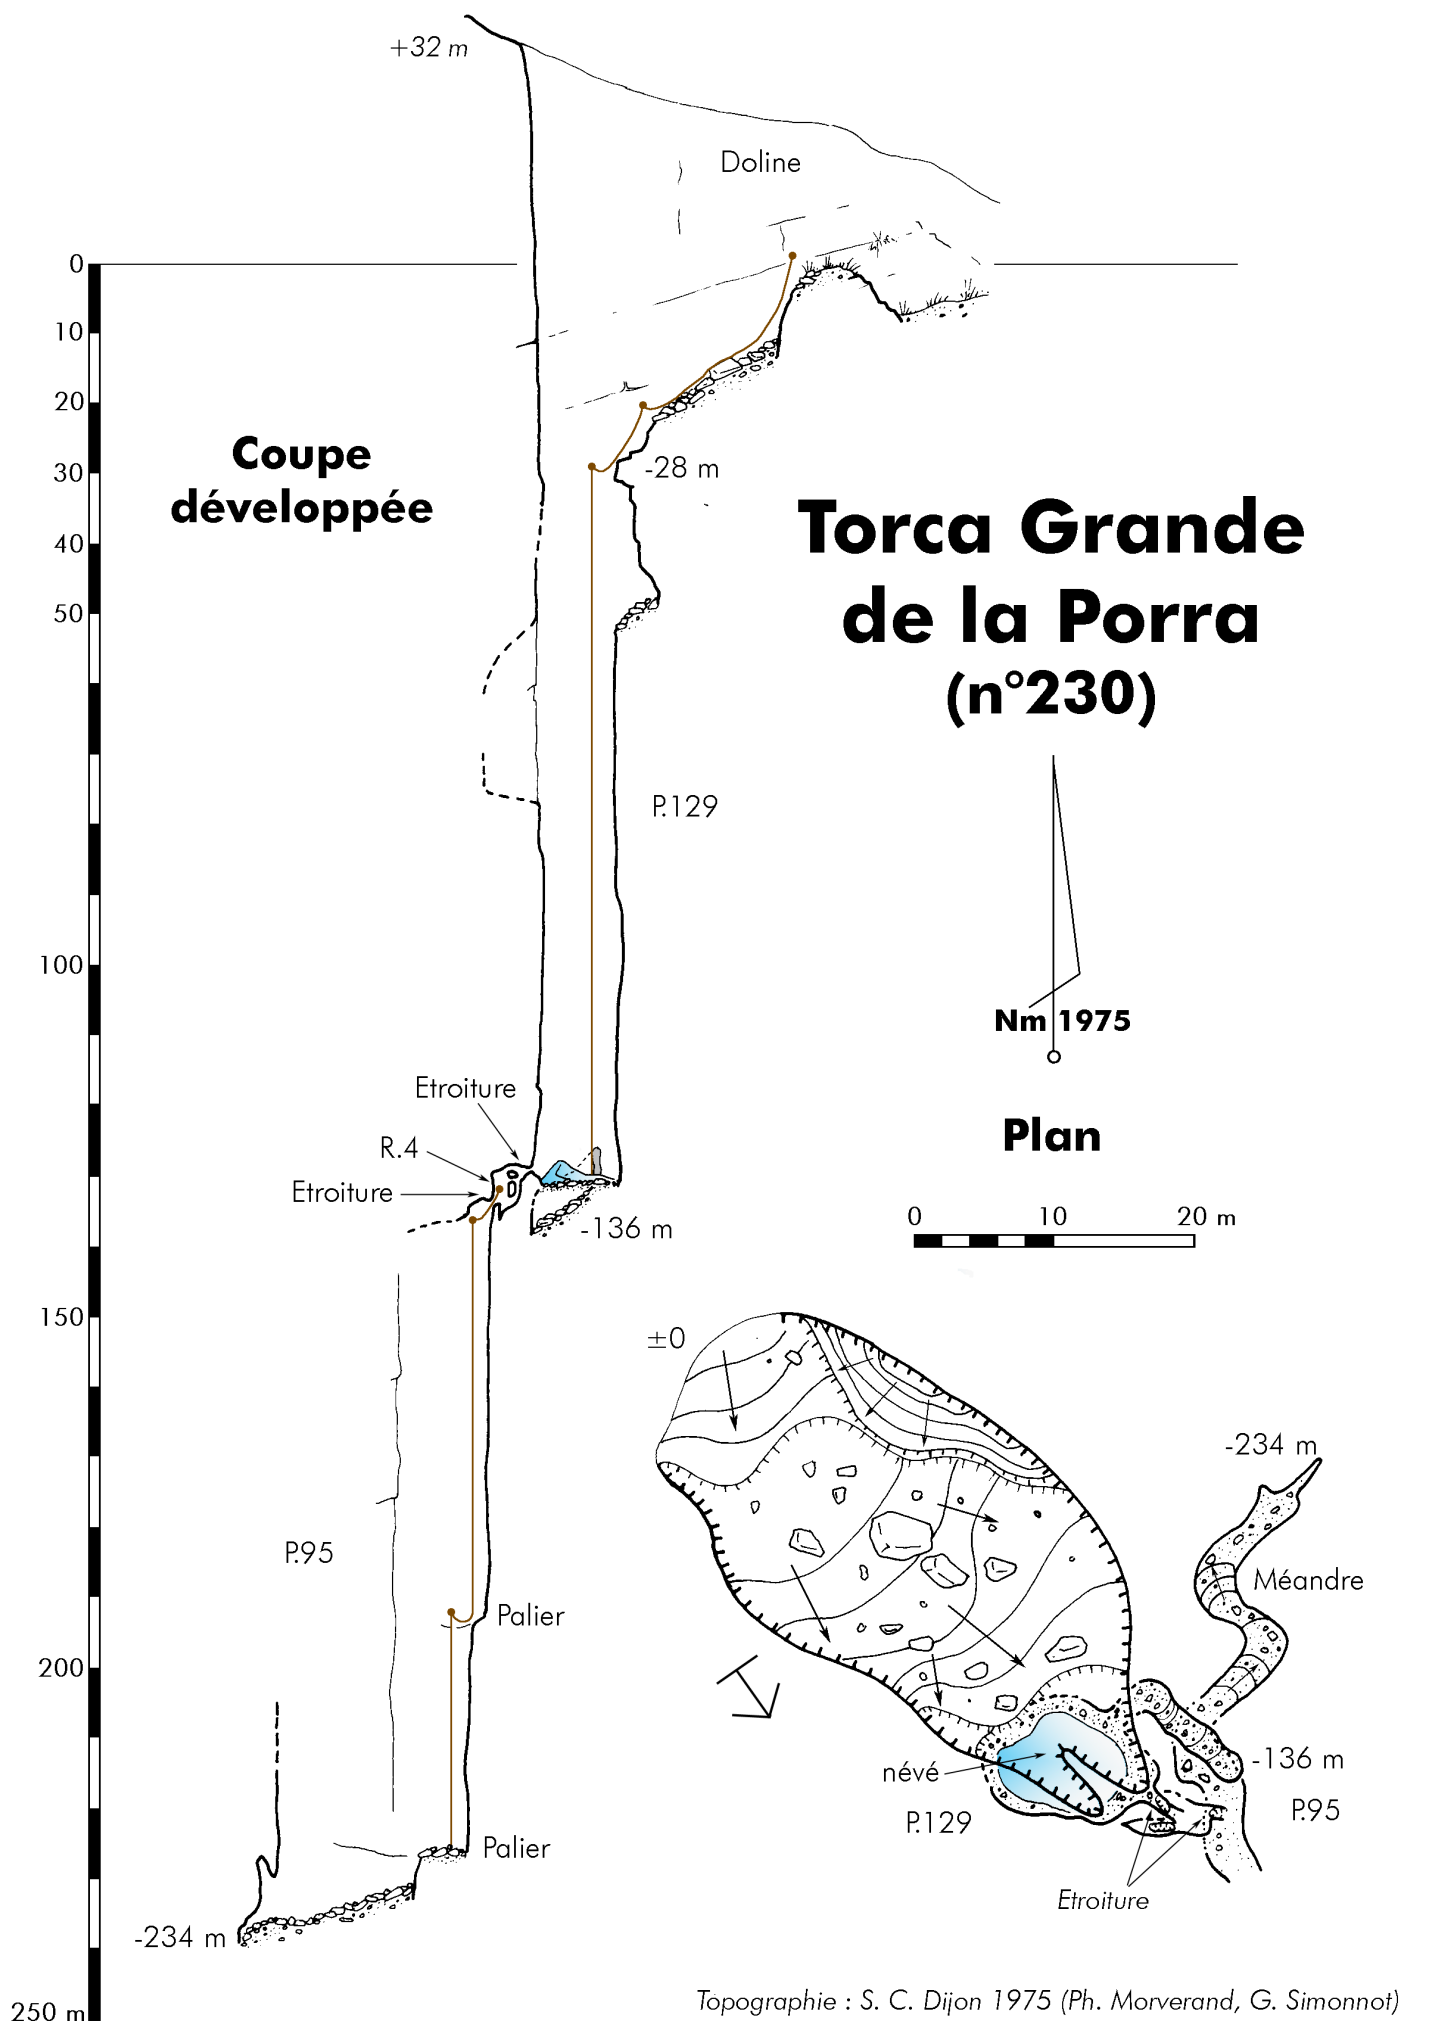 +32 m
Doline
0
10
20
30
40
50
100
150
200
250 m
Coupe
développée
-28 m
Torca Grande
de la Porra
(n°230)
P.129
Nm 1975
Etroiture
R.4
Etroiture
-136 m
Plan
0 10 20 m
±0
-234 m
P.95
Méandre
Palier
névé
-136 m
P.129
P.95
Palier
Etroiture
-234 m
Topographie : S. C. Dijon 1975 (Ph. Morverand, G. Simonnot)